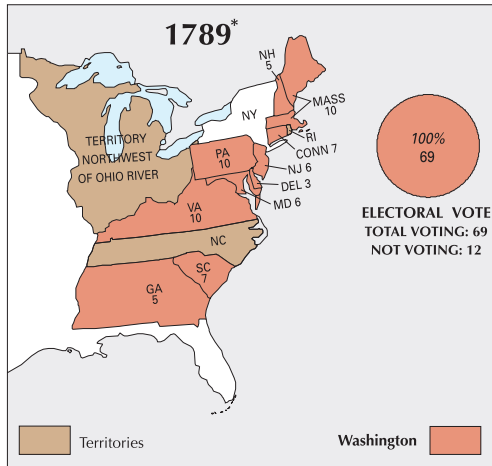 1789*
NH
5
MASS
10
NY
RI
CONN 7
TERRITORY
NORTHWEST
OF OHIO RIVER
PA
10
NJ 6
DEL 3
MD 6
VA
10
NC
SC
7
GA
5
100%
69
ELECTORAL VOTE
TOTAL VOTING: 69
NOT VOTING: 12
Territories
Washington